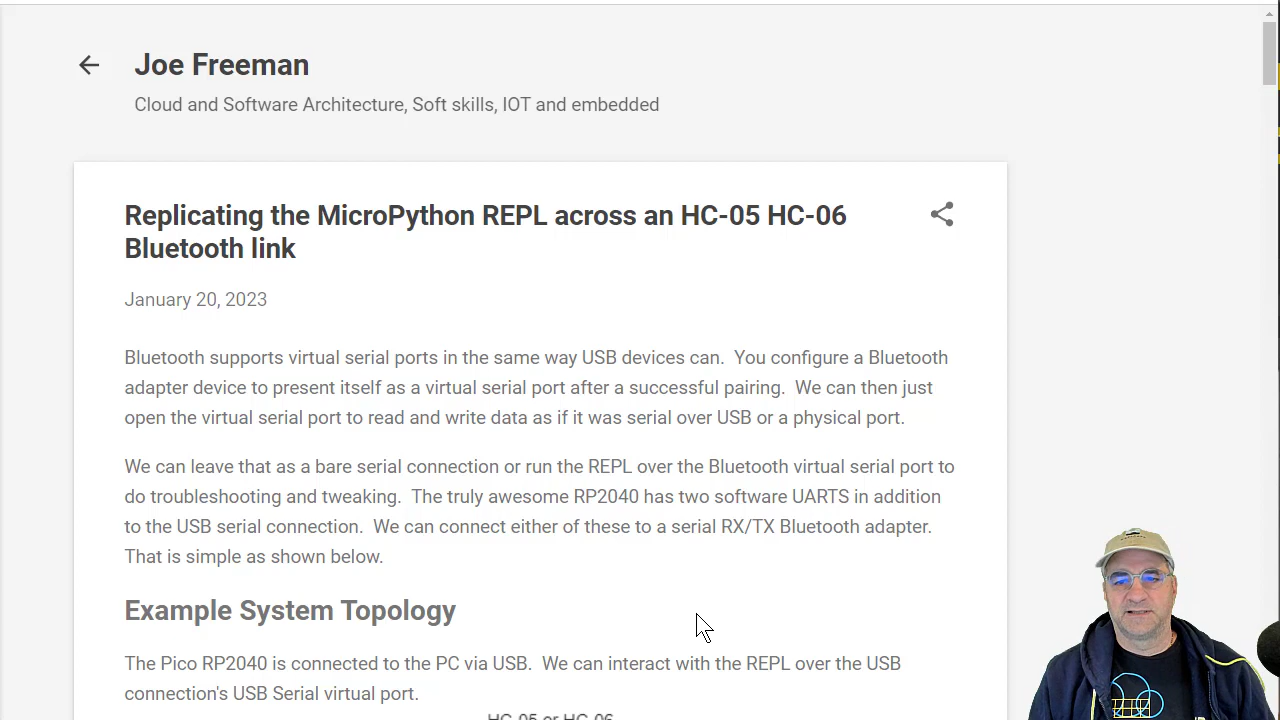 Joe Freeman
Cloud and Software Architecture, Soft skills, IOT and embedded
Replicating the MicroPython REPL across an HC-05 HC-06
Bluetooth link
January 20, 2023
Bluetooth supports virtual serial ports in the same way USB devices can.  You configure a Bluetooth
adapter device to present itself as a virtual serial port after a successful pairing.  We can then just
open the virtual serial port to read and write data as if it was serial over USB or a physical port.
We can leave that as a bare serial connection or run the REPL over the Bluetooth virtual serial port to
do troubleshooting and tweaking.  The truly awesome RP2040 has two software UARTS in addition
to the USB serial connection.  We can connect either of these to a serial RX/TX Bluetooth adapter.
That is simple as shown below.
Example System Topology
The Pico RP2040 is connected to the PC via USB.  We can interact with the REPL over the USB
connection's USB Serial virtual port.
HC-05 or HC-06